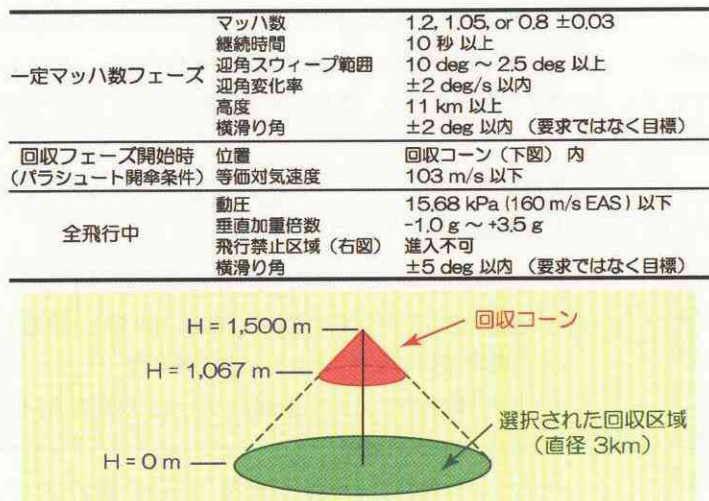 マッハ数 1.2, 1.05, or 0.8 ±0.03
継続時間 10 秒 以上
一定マッハ数フェーズ 迎角スウィープ範囲 10 deg ～ 2.5 deg 以上
迎角変化率 ±2 deg/s 以内
高度 11 km 以上
横滑り角 ±2 deg 以内 （要求ではなく目標）
回収フェーズ開始時 位置 回収コーン（下図）内
（パラシュート開傘条件） 等価対気速度 103 m/s 以下
動圧 15.68 kPa (160 m/s EAS) 以下
全飛行中 垂直加重倍数 -1.0 g ～ +3.5 g
飛行禁止区域（右図） 進入不可
横滑り角 ±5 deg 以内 （要求ではなく目標）
H = 1,500 m
回収コーン
H = 1,067 m
選択された回収区域
（直径 3km）
H = 0 m